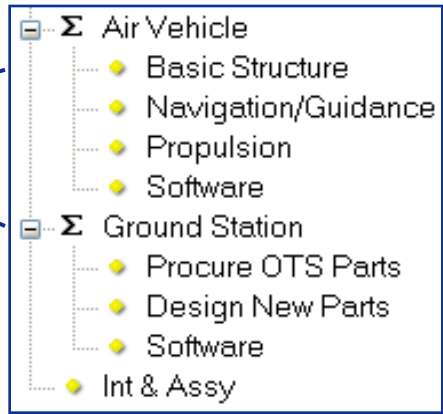 Σ Air Vehicle
Basic Structure
Navigation/Guidance
Propulsion
Software
Σ Ground Station
Procure OTS Parts
Design New Parts
Software
Int & Assy